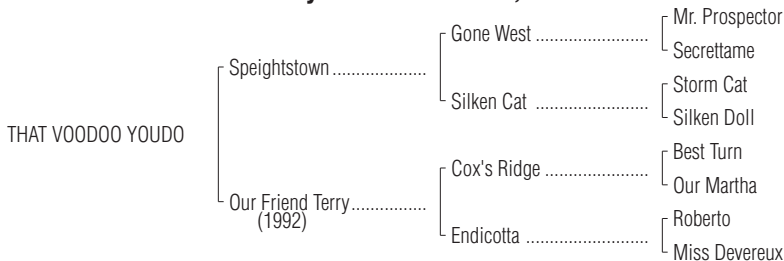 Mr. Prospector
Gone West ....................
Secrettame
Speightstown ....................
Storm Cat
Silken Cat ....................
Silken Doll
THAT VOODOO YOUDO
Best Turn
Cox's Ridge ....................
Our Martha
Our Friend Terry................
(1992)
Roberto
Endicotta .......................
Miss Devereux